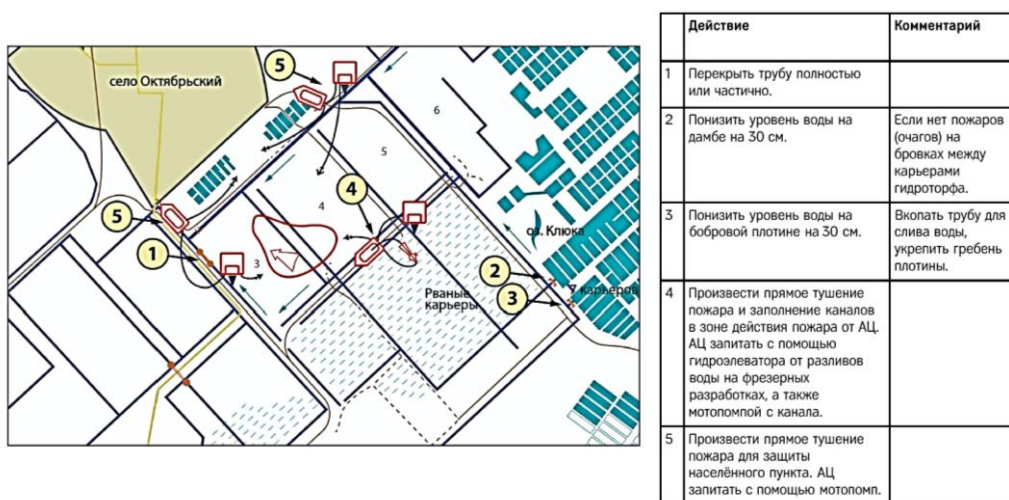 село Октябрьский
5
6
5
4
4
5
1
3
оз. Клюка
2
7 карьеров
3
Рваные
карьеры
Действие
Комментарий
1
Перекрыть трубу полностью
или частично.
2
Понизить уровень воды на
дамбе на 30 см.
Если нет пожаров
(очагов) на
бровках между
карьерами
гидроторфа.
3
Понизить уровень воды на
бобровой плотине на 30 см.
Вкопать трубу для
слива воды,
укрепить гребень
плотины.
4
Произвести прямое тушение
пожара и заполнение каналов
в зоне действия пожара от АЦ.
АЦ запитать с помощью
гидроэлеватора от разливов
воды на фрезерных
разработках, а также
мотопомпой с канала.
5
Произвести прямое тушение
пожара для защиты
населённого пункта. АЦ
запитать с помощью мотопомп.